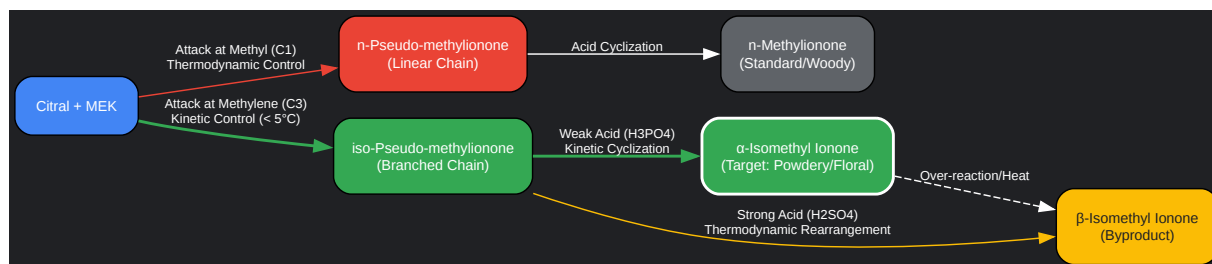 Citral + MEK
Attack at Methyl (C1)
Thermodynamic Control
n-Pseudo-methylionone
(Linear Chain)
Acid Cyclization
n-Methylionone
(Standard/Woody)
Attack at Methylene (C3)
Kinetic Control (< 5°C)
iso-Pseudo-methylionone
(Branched Chain)
Weak Acid (H3PO4)
Kinetic Cyclization
α-Isomethyl Ionone
(Target: Powdery/Floral)
Over-reaction/Heat
Strong Acid (H2SO4)
Thermodynamic Rearrangement
β-Isomethyl Ionone
(Byproduct)